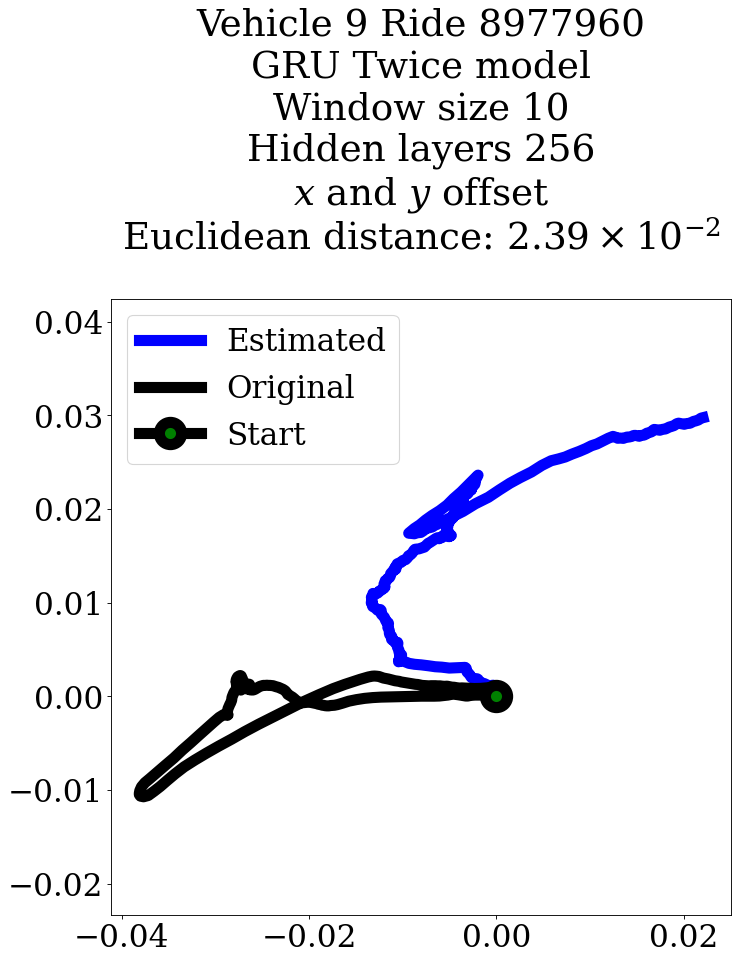 Vehicle 9 Ride 8977960
GRU Twice model
Window size 10
Hidden layers 256
x and y offset
Euclidean distance: 2.39 × 10⁻²
Estimated
Original
Start
0.04
0.03
0.02
0.01
0.00
−0.01
−0.02
−0.04
−0.02
0.00
0.02